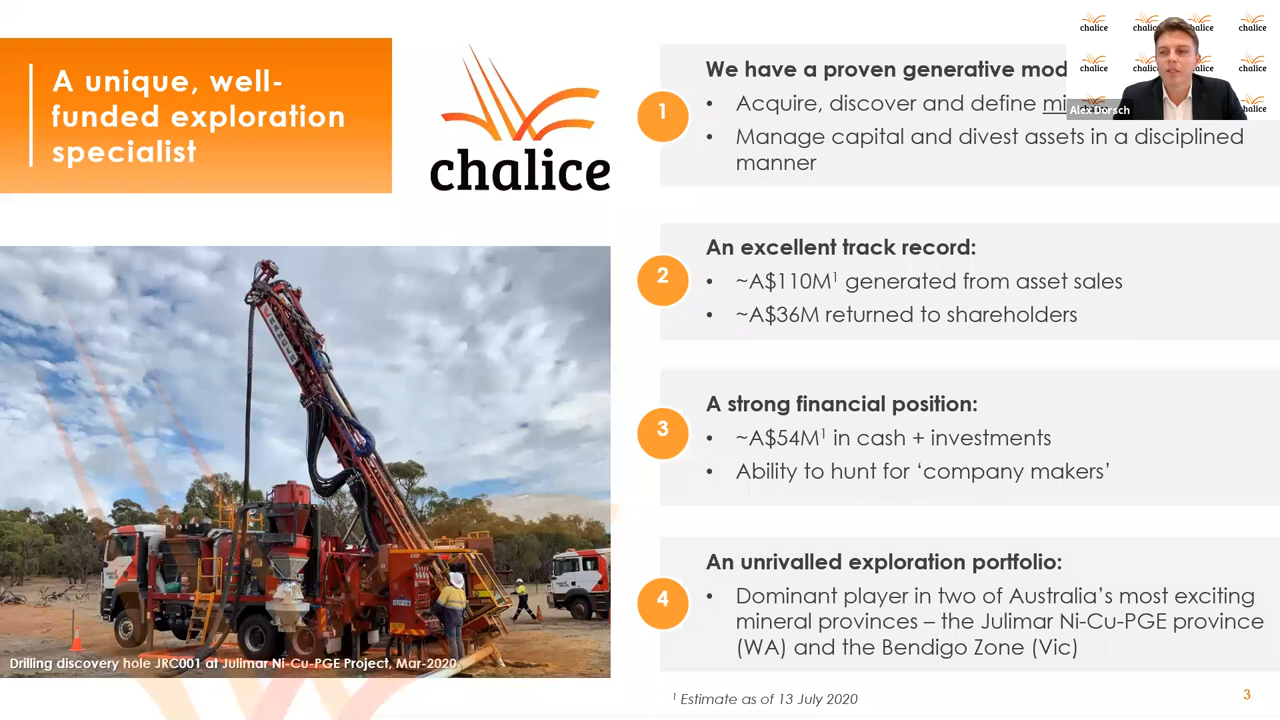 A unique, well-
funded exploration
specialist
chalice
We have a proven generative mod
1
• Acquire, discover and define
• Manage capital and divest assets in a disciplined
manner
chalice
chalice
chalice
chalice
Alex Dorsch
An excellent track record:
2
• ~A$110M¹ generated from asset sales
• ~A$36M returned to shareholders
A strong financial position:
3
• ~A$54M¹ in cash + investments
• Ability to hunt for ‘company makers’
An unrivalled exploration portfolio:
4
• Dominant player in two of Australia’s most exciting
mineral provinces – the Julimar Ni-Cu-PGE province
(WA) and the Bendigo Zone (Vic)
Drilling discovery hole JRC001 at Julimar Ni-Cu-PGE Project, Mar-2020
¹ Estimate as of 13 July 2020
3